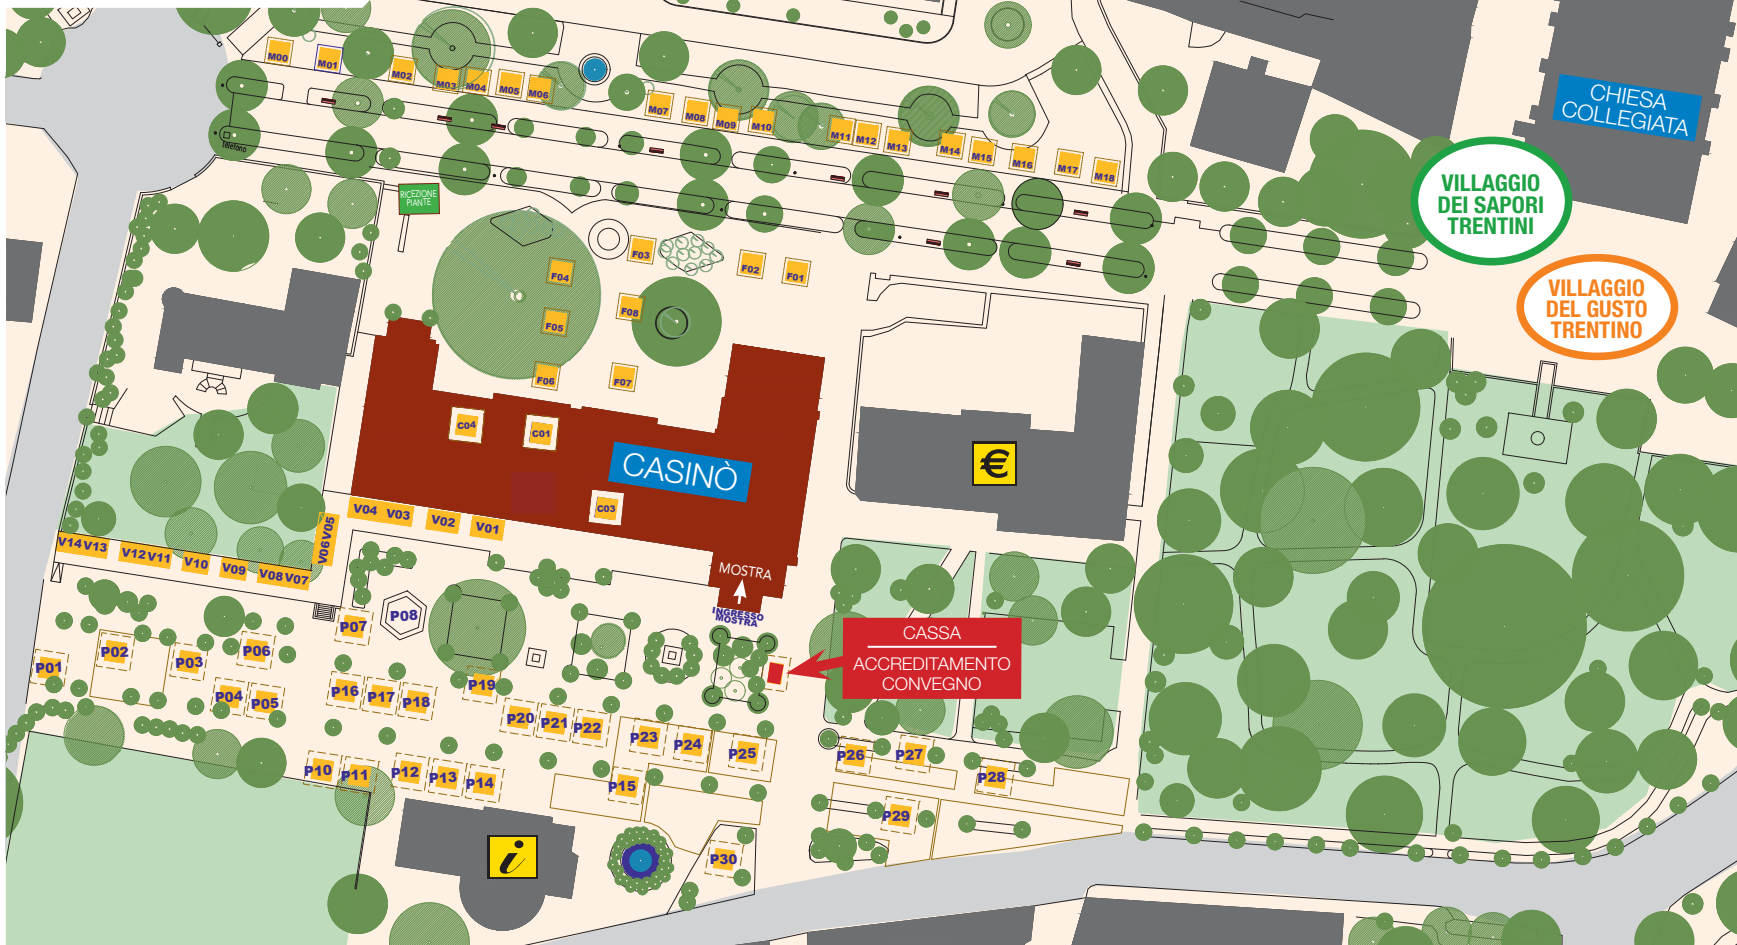 M00
M01
M02
M03
M04
M05
M06
M07
M08
M09
M10
M11
M12
M13
M14
M15
M16
M17
M18
CHIESA
COLLEGIATA
VILLAGGIO
DEI SAPORI
TRENTINI
VILLAGGIO
DEL GUSTO
TRENTINO
Telefono
RICEZIONE
PIANTE
F03
F02
F01
F04
F08
F05
F06
F07
C04
C01
CASINÒ
C03
€
V04
V03
V02
V01
V06
V05
V14
V13
V12
V11
V10
V09
V08
V07
MOSTRA
INGRESSO
MOSTRA
CASSA
ACCREDITAMENTO
CONVEGNO
P08
P07
P06
P02
P03
P01
P04
P05
P16
P17
P18
P19
P20
P21
P22
P23
P24
P25
P26
P27
P28
P10
P11
P12
P13
P14
P15
P29
P30
i